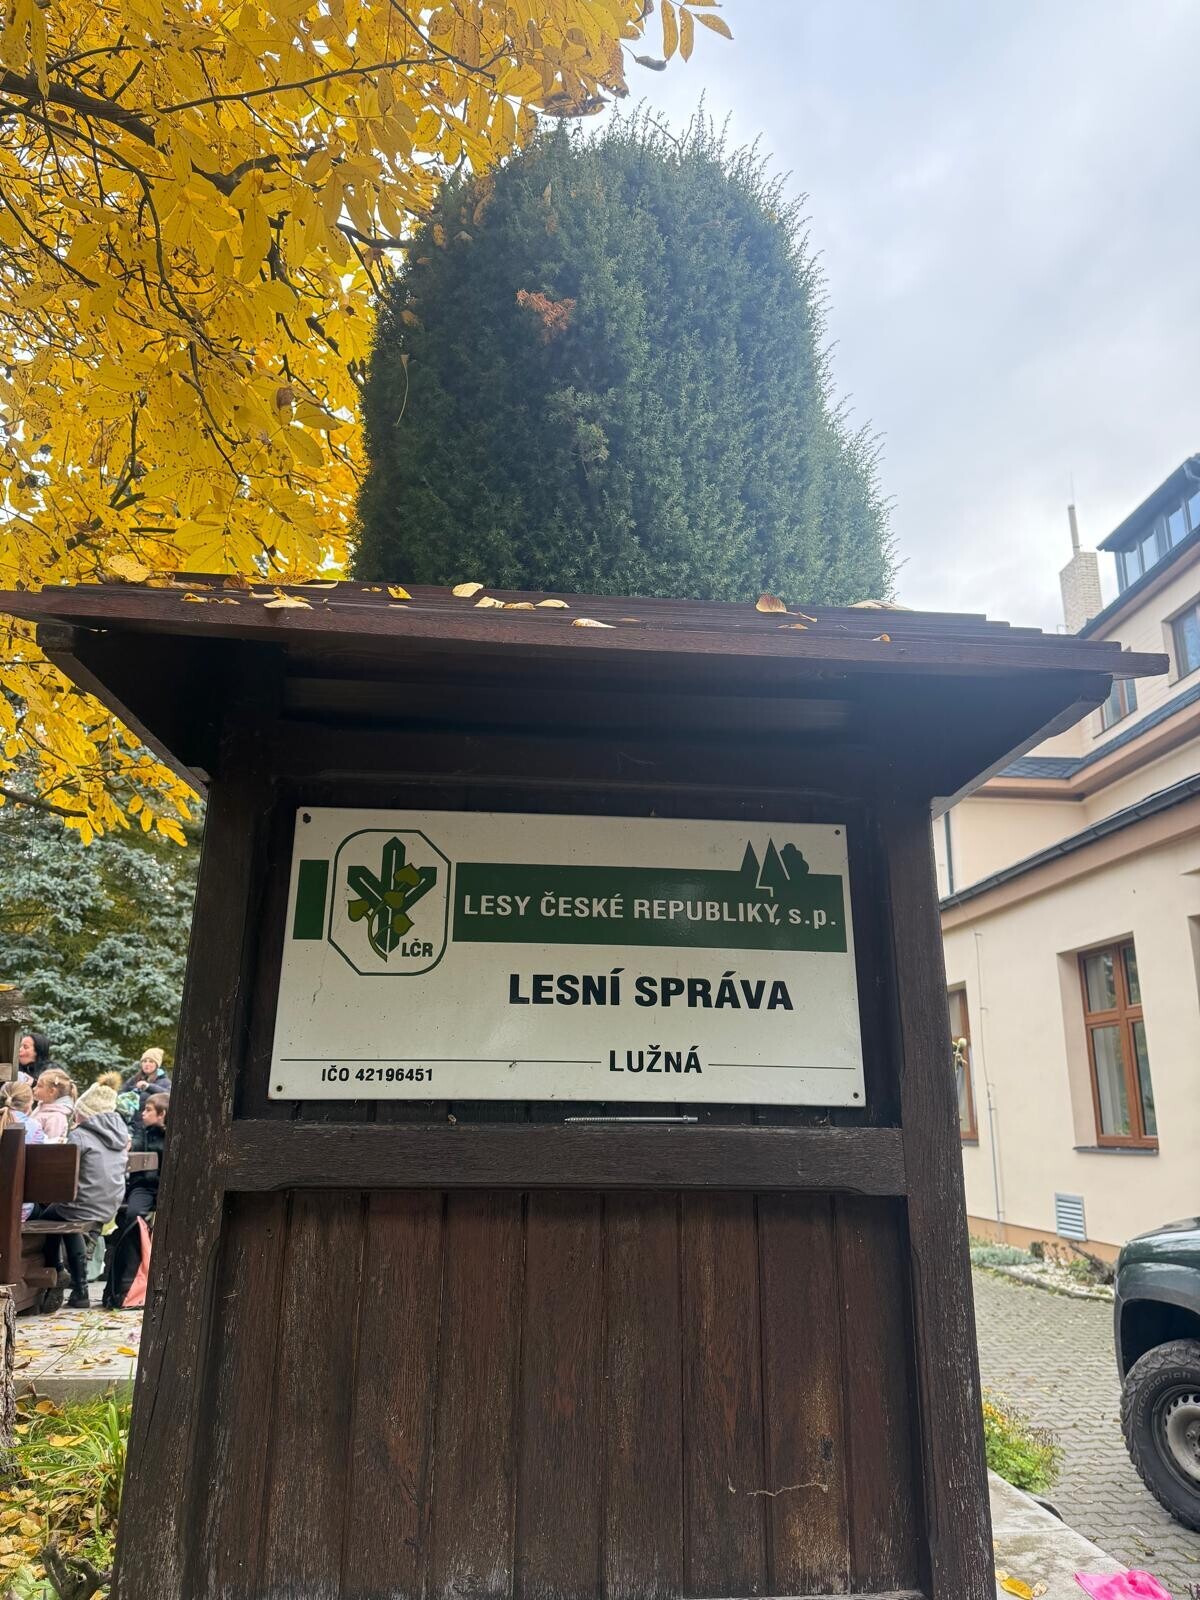 LČR
LESY ČESKÉ REPUBLIKY, s.p.
LESNÍ SPRÁVA
LUŽNÁ
IČO 42196451